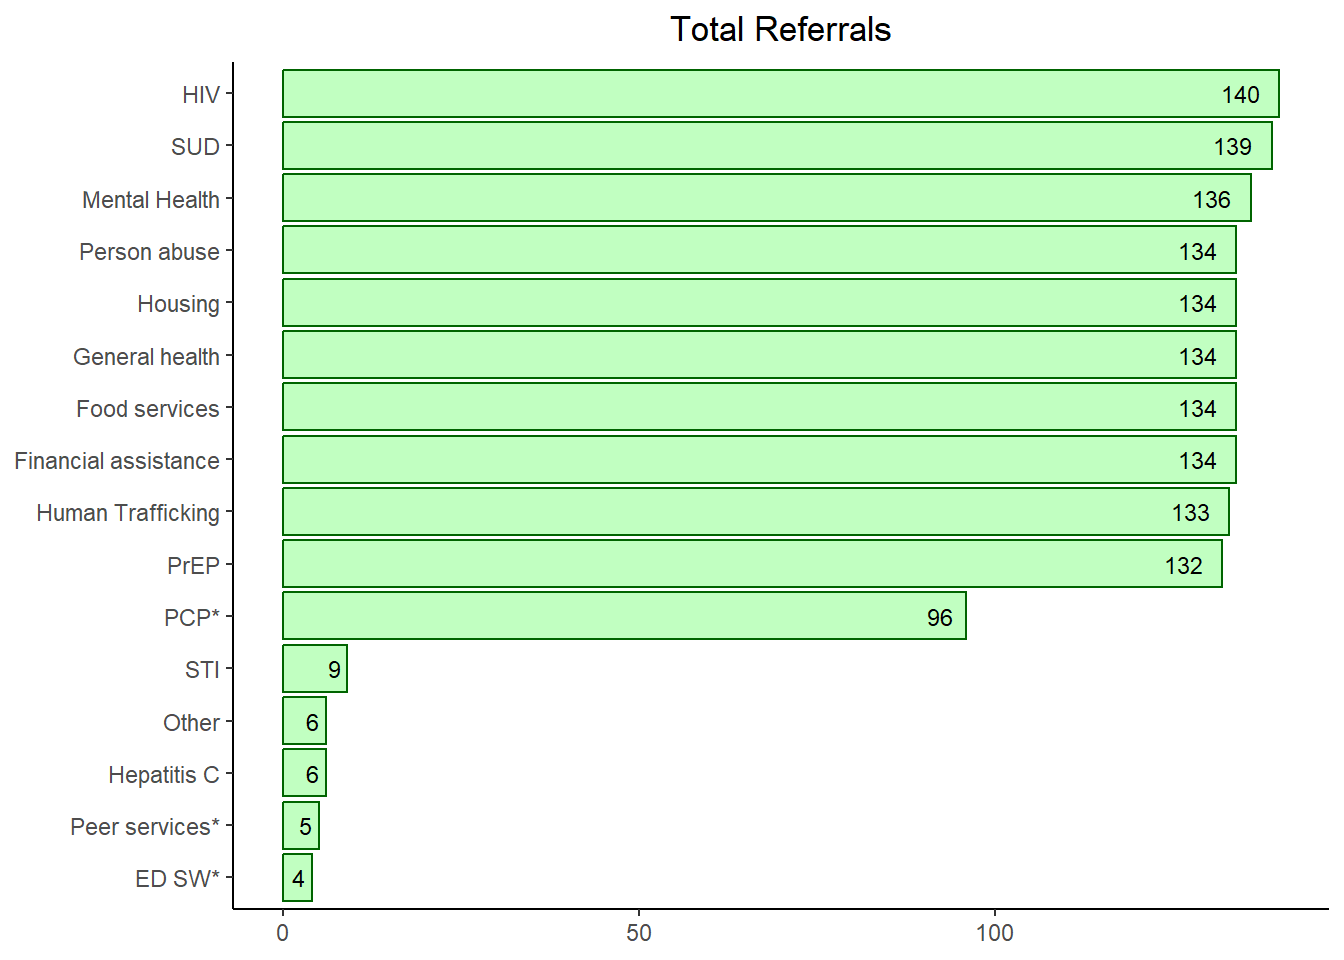 Total Referrals
HIV 140
SUD 139
Mental Health 136
Person abuse 134
Housing 134
General health 134
Food services 134
Financial assistance 134
Human Trafficking 133
PrEP 132
PCP* 96
STI 9
Other 6
Hepatitis C 6
Peer services* 5
ED SW* 4
0 50 100